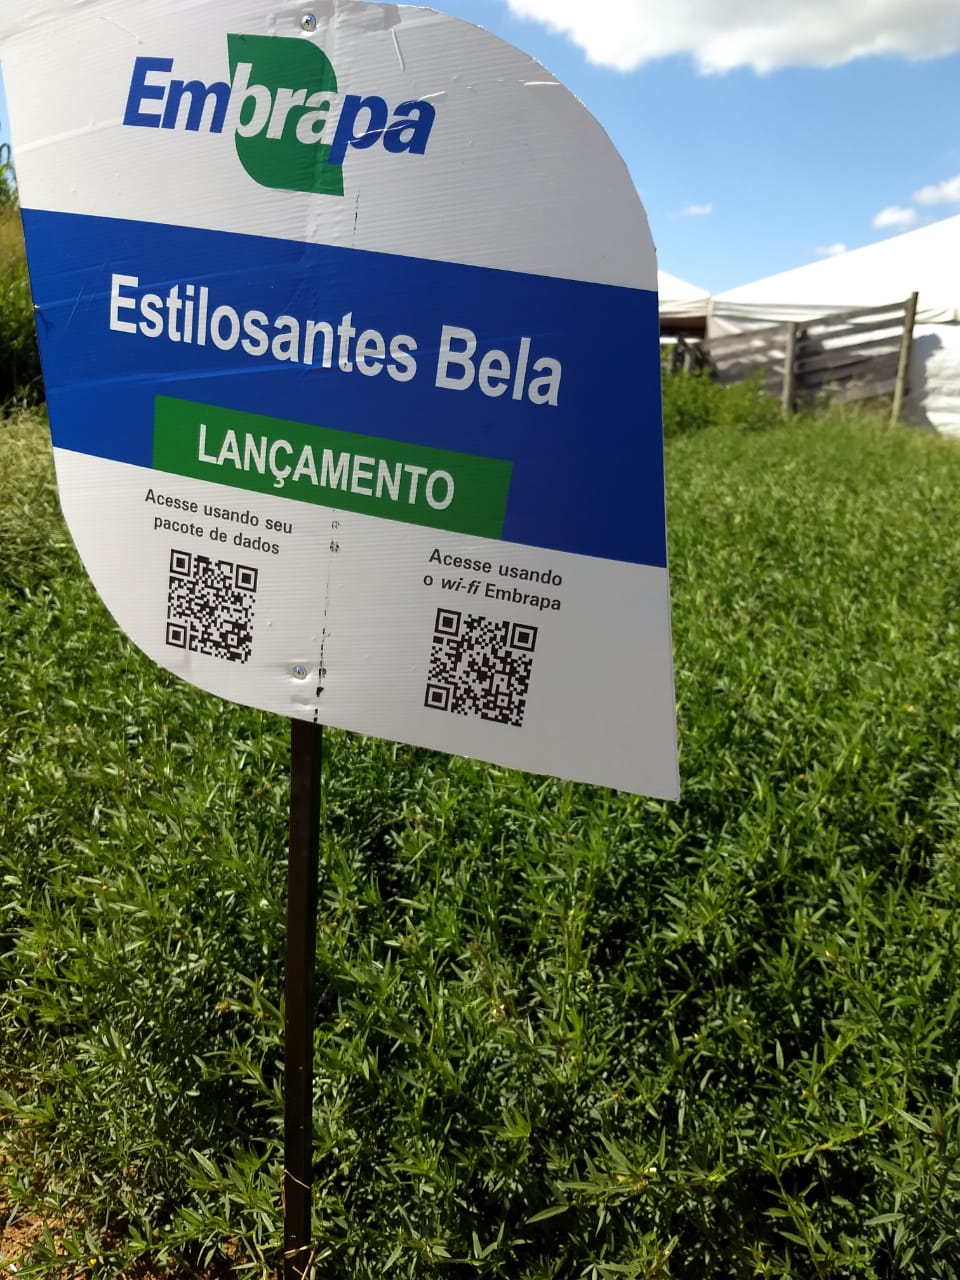 Embrapa
Estilosantes Bela
LANÇAMENTO
Acesse usando seu
pacote de dados
Acesse usando
o wi-fi Embrapa